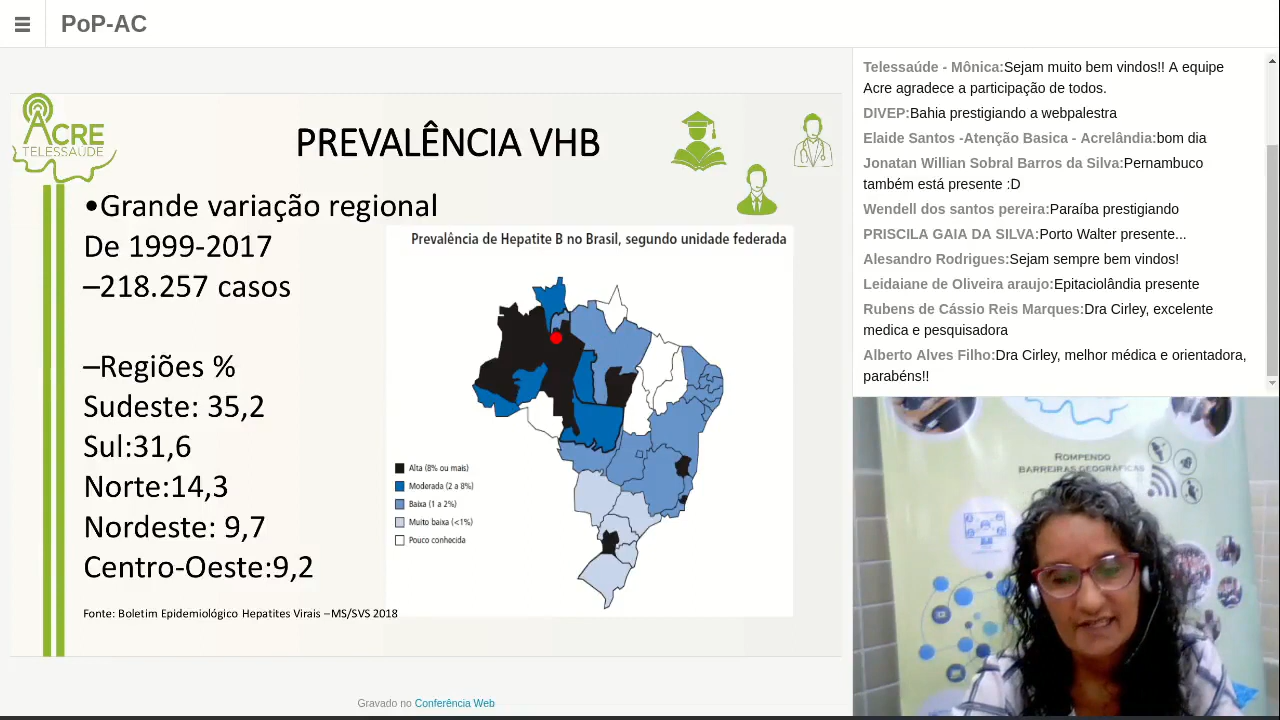 PoP-AC
ACRE
TELESSAÚDE
PREVALÊNCIA VHB
•Grande variação regional
De 1999-2017
–218.257 casos
–Regiões %
Sudeste: 35,2
Sul:31,6
Norte:14,3
Nordeste: 9,7
Centro-Oeste:9,2
Fonte: Boletim Epidemiológico Hepatites Virais –MS/SVS 2018
Prevalência de Hepatite B no Brasil, segundo unidade federada
Alta (8% ou mais)
Moderada (2 a 8%)
Baixa (1 a 2%)
Muito baixa (<1%)
Pouco conhecida
Gravado no Conferência Web
Telessaúde - Mônica:Sejam muito bem vindos!! A equipe
Acre agradece a participação de todos.
DIVEP:Bahia prestigiando a webpalestra
Elaide Santos -Atenção Basica - Acrelândia:bom dia
Jonatan Willian Sobral Barros da Silva:Pernambuco
também está presente :D
Wendell dos santos pereira:Paraíba prestigiando
PRISCILA GAIA DA SILVA:Porto Walter presente...
Alesandro Rodrigues:Sejam sempre bem vindos!
Leidaiane de Oliveira araujo:Epitaciolândia presente
Rubens de Cássio Reis Marques:Dra Cirley, excelente
medica e pesquisadora
Alberto Alves Filho:Dra Cirley, melhor médica e orientadora,
parabéns!!
ROMPENDO
BARREIRAS GEOGRÁFICAS